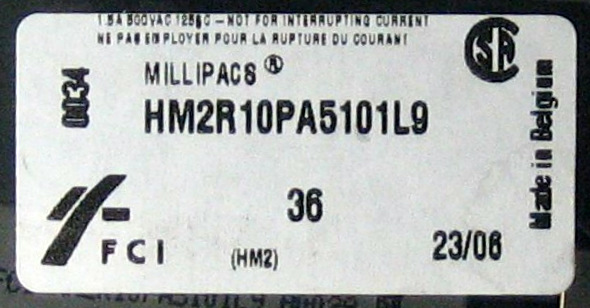 1.5A 500VAC 125°C – NOT FOR INTERRUPTING CURRENT
NE PAS EMPLOYER POUR LA RUPTURE DU COURANT
MILLIPACS ®
HM2R10PA5101L9
0034
CSA
Made in Belgium
36
FCI
(HM2)
23/06